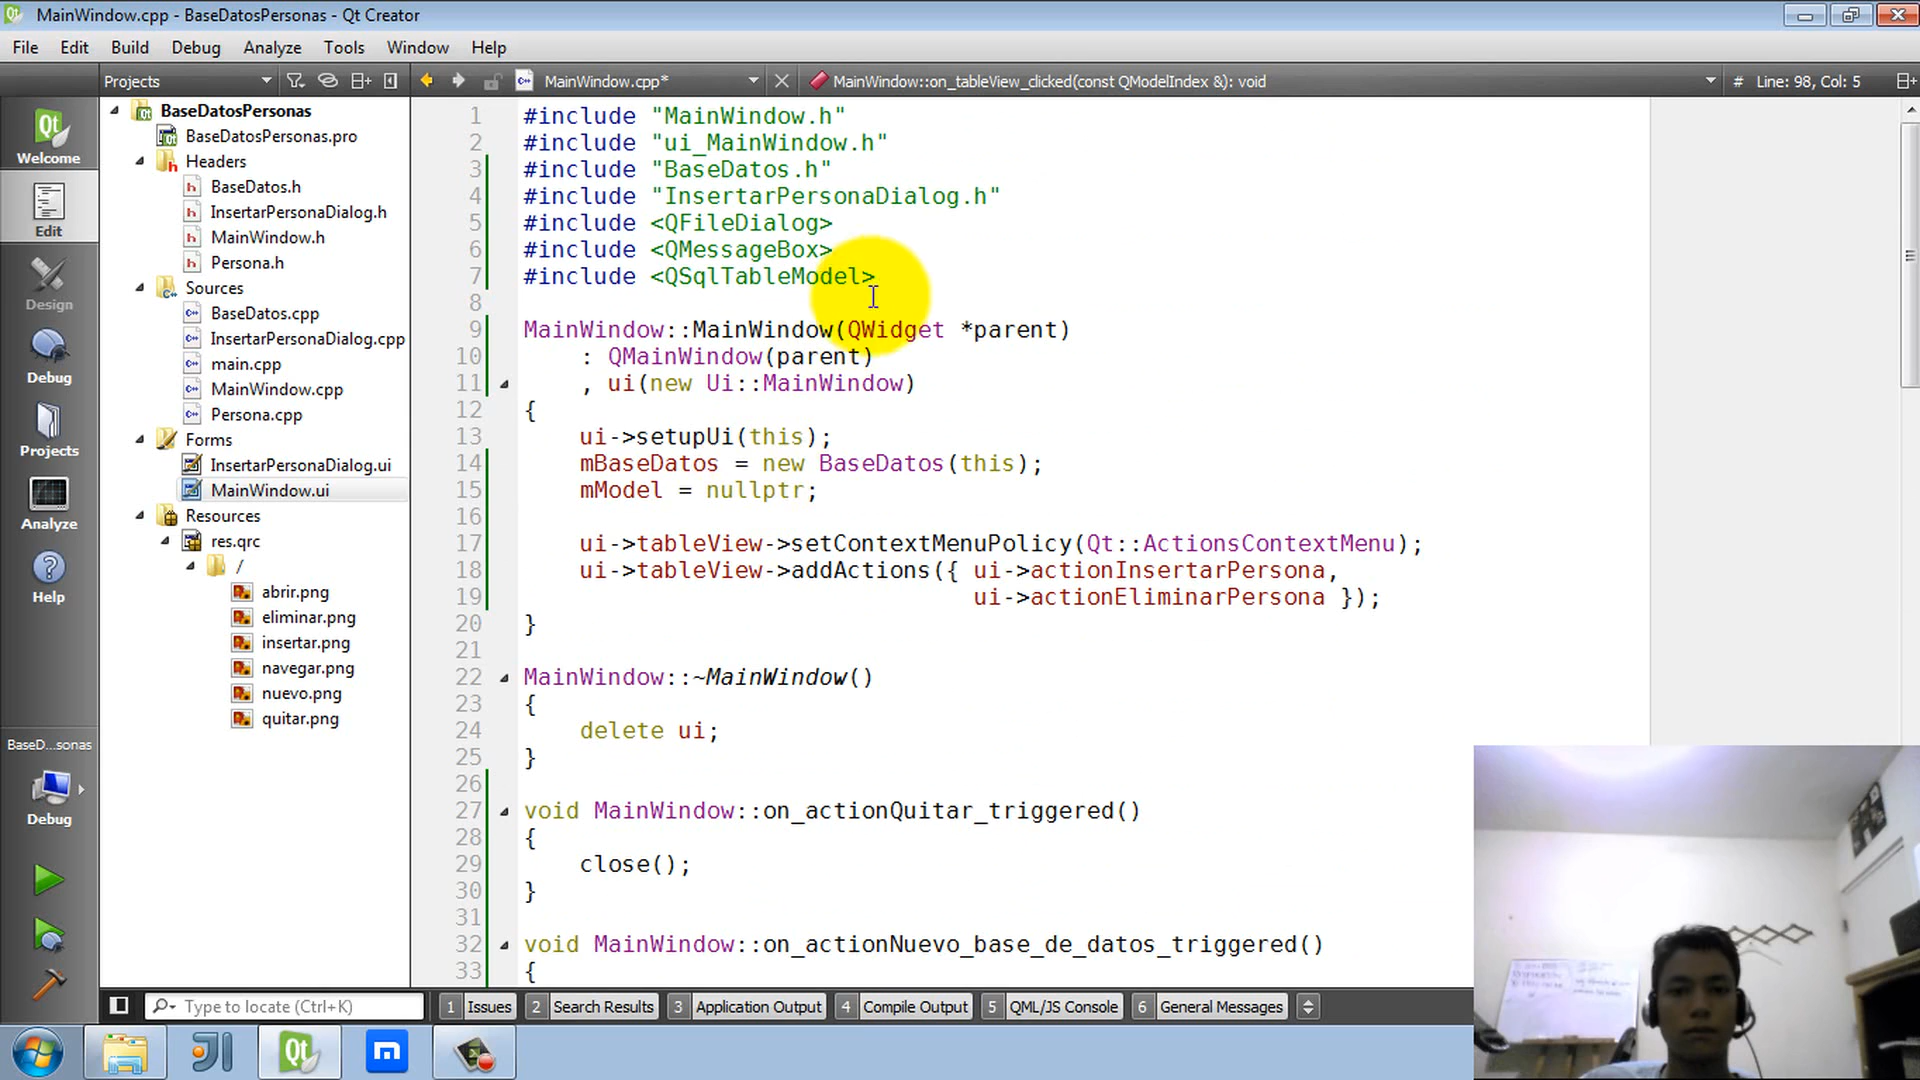 MainWindow.cpp - BaseDatosPersonas - Qt Creator
File Edit Build Debug Analyze Tools Window Help
Projects MainWindow.cpp* MainWindow::on_tableView_clicked(const QModelIndex &): void # Line: 98, Col: 5
Welcome
Edit
Design
Debug
Projects
Analyze
Help
BaseD...sonas
Debug
BaseDatosPersonas
BaseDatosPersonas.pro
Headers
BaseDatos.h
InsertarPersonaDialog.h
MainWindow.h
Persona.h
Sources
BaseDatos.cpp
InsertarPersonaDialog.cpp
main.cpp
MainWindow.cpp
Persona.cpp
Forms
InsertarPersonaDialog.ui
MainWindow.ui
Resources
res.qrc
/
abrir.png
eliminar.png
insertar.png
navegar.png
nuevo.png
quitar.png
1 #include "MainWindow.h"
2 #include "ui_MainWindow.h"
3 #include "BaseDatos.h"
4 #include "InsertarPersonaDialog.h"
5 #include <QFileDialog>
6 #include <QMessageBox>
7 #include <QSqlTableModel>
8
9 MainWindow::MainWindow(QWidget *parent)
10     : QMainWindow(parent)
11     , ui(new Ui::MainWindow)
12 {
13     ui->setupUi(this);
14     mBaseDatos = new BaseDatos(this);
15     mModel = nullptr;
16
17     ui->tableView->setContextMenuPolicy(Qt::ActionsContextMenu);
18     ui->tableView->addActions({ ui->actionInsertarPersona,
19                                 ui->actionEliminarPersona });
20 }
21
22 MainWindow::~MainWindow()
23 {
24     delete ui;
25 }
26
27 void MainWindow::on_actionQuitar_triggered()
28 {
29     close();
30 }
31
32 void MainWindow::on_actionNuevo_base_de_datos_triggered()
33 {
Type to locate (Ctrl+K) 1 Issues 2 Search Results 3 Application Output 4 Compile Output 5 QML/JS Console 6 General Messages